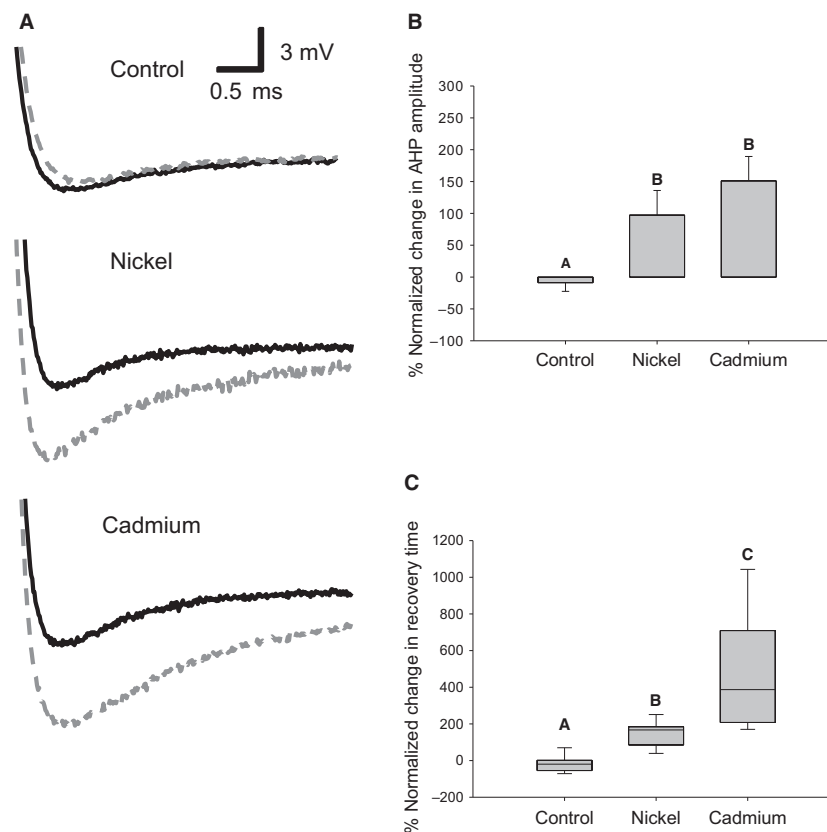 A
Control
3 mV
0.5 ms
Nickel
Cadmium
B
% Normalized change in AHP amplitude
300
250
200
150
100
50
0
−50
−100
A
B
B
Control Nickel Cadmium
C
% Normalized change in recovery time
1200
1000
800
600
400
200
0
−200
A
B
C
Control Nickel Cadmium